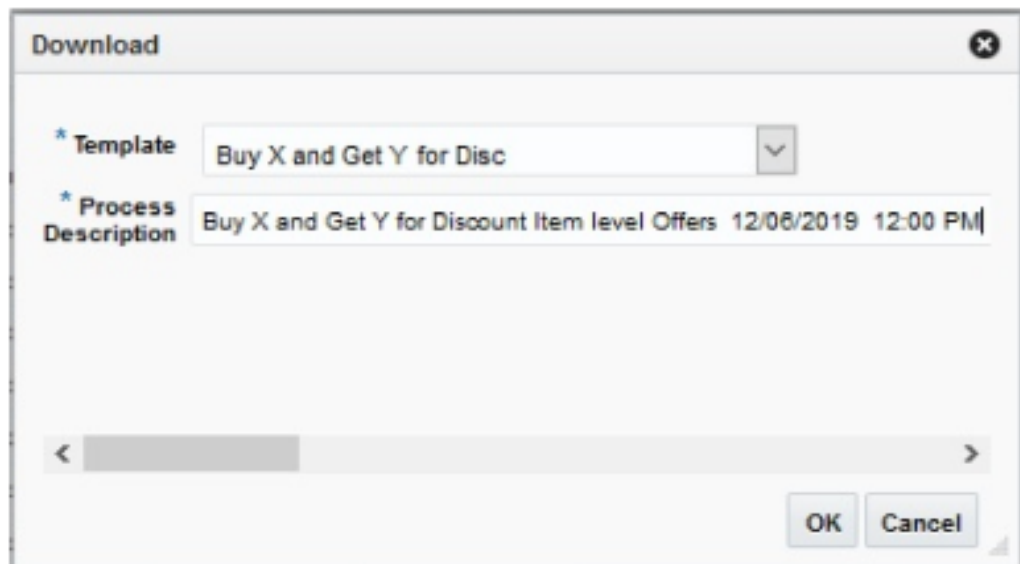 Download
* Template
Buy X and Get Y for Disc
* Process
Description
Buy X and Get Y for Discount Item level Offers 12/06/2019 12:00 PM
OK
Cancel